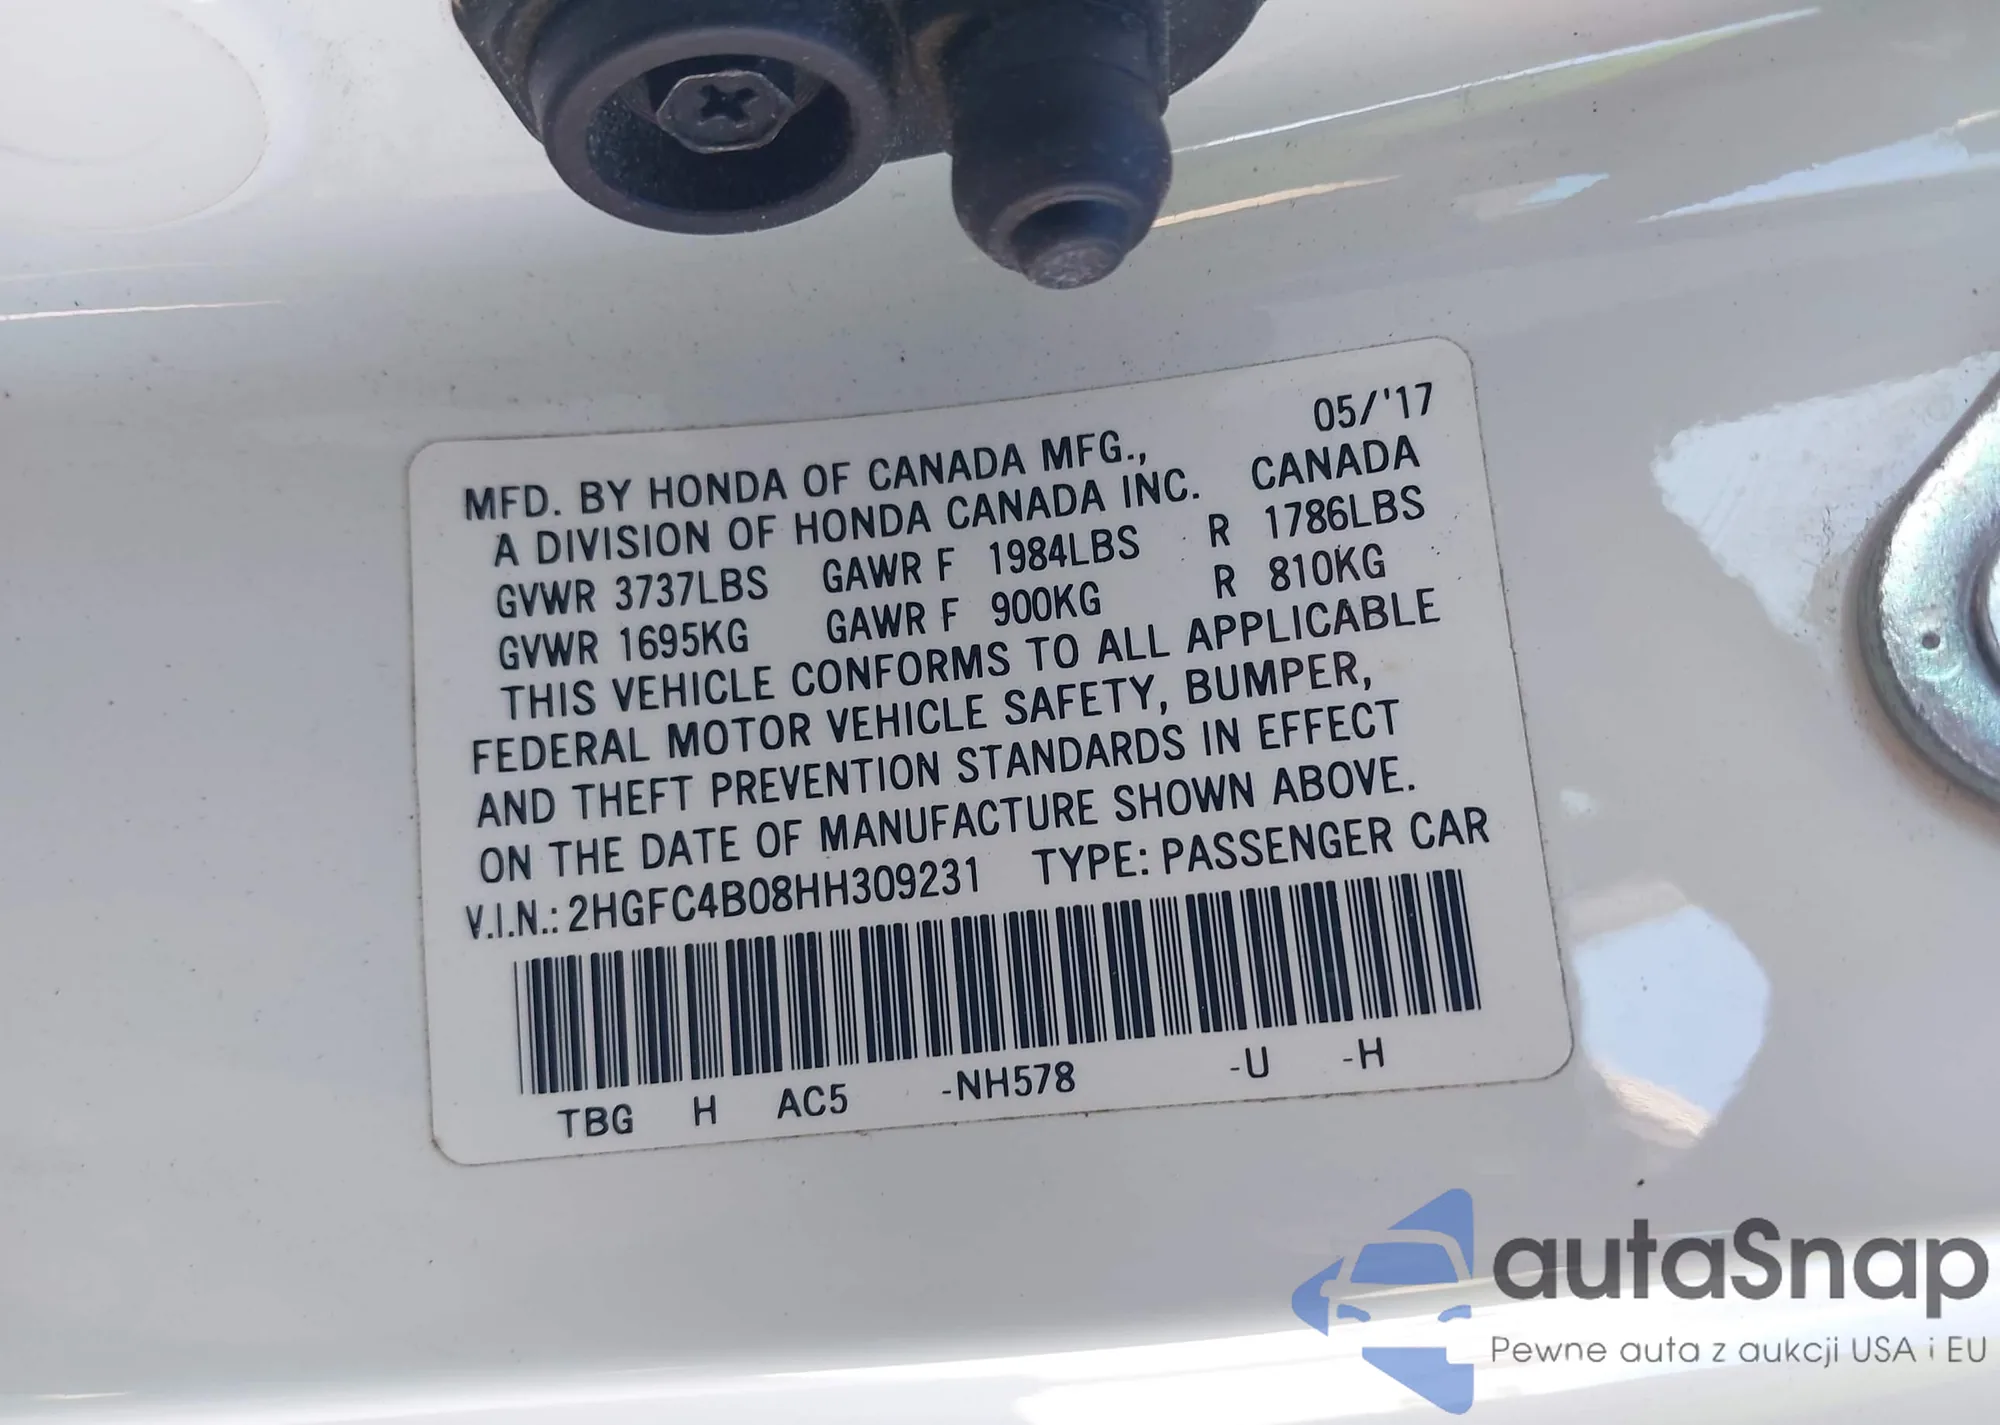 05/'17
MFD. BY HONDA OF CANADA MFG.,
A DIVISION OF HONDA CANADA INC. CANADA
GVWR 3737LBS GAWR F 1984LBS R 1786LBS
GVWR 1695KG GAWR F 900KG R 810KG
THIS VEHICLE CONFORMS TO ALL APPLICABLE
FEDERAL MOTOR VEHICLE SAFETY, BUMPER,
AND THEFT PREVENTION STANDARDS IN EFFECT
ON THE DATE OF MANUFACTURE SHOWN ABOVE.
V.I.N.: 2HGFC4B08HH309231 TYPE: PASSENGER CAR
TBG H AC5 -NH578 -U -H
autaSnap
Pewne auta z aukcji USA i EU